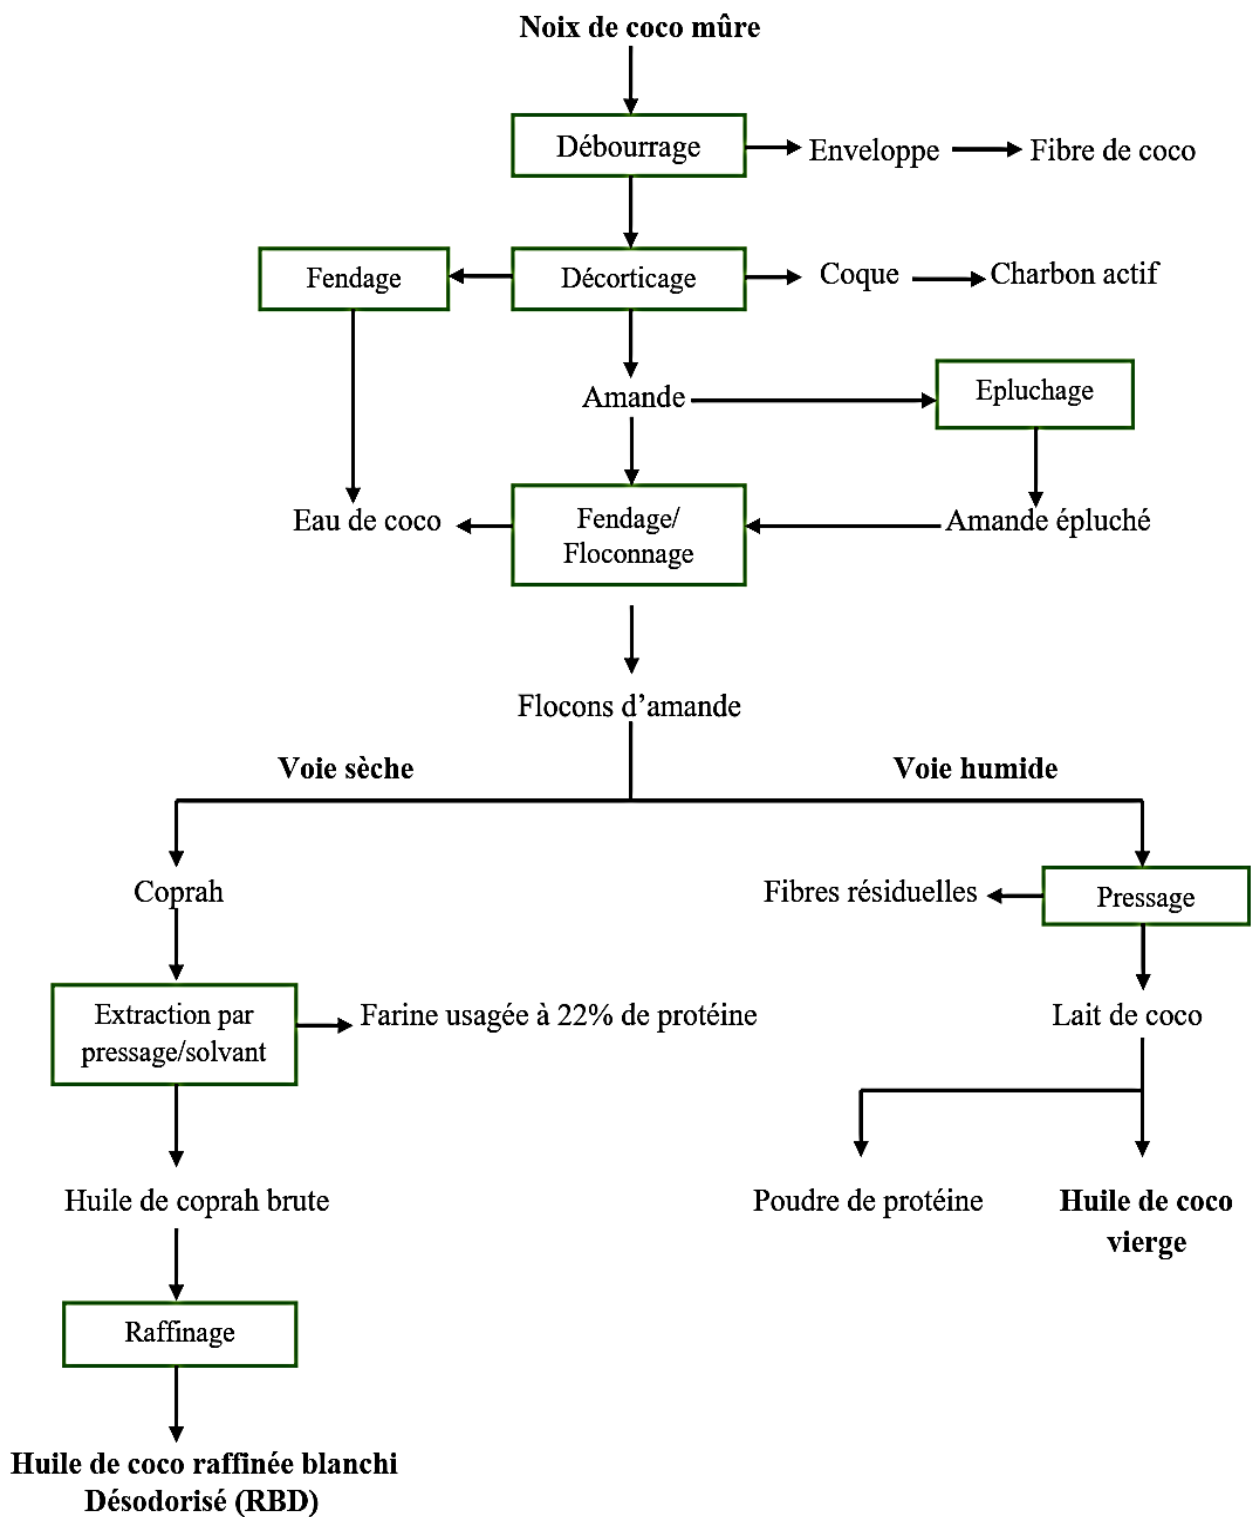 Noix de coco mûre
Débourrage
Enveloppe
Fibre de coco
Fendage
Décorticage
Coque
Charbon actif
Amande
Epluchage
Eau de coco
Fendage/
Floconnage
Amande épluché
Flocons d’amande
Voie sèche
Voie humide
Coprah
Fibres résiduelles
Pressage
Extraction par
pressage/solvant
Farine usagée à 22% de protéine
Lait de coco
Huile de coprah brute
Poudre de protéine
Huile de coco
vierge
Raffinage
Huile de coco raffinée blanchi
Désodorisé (RBD)